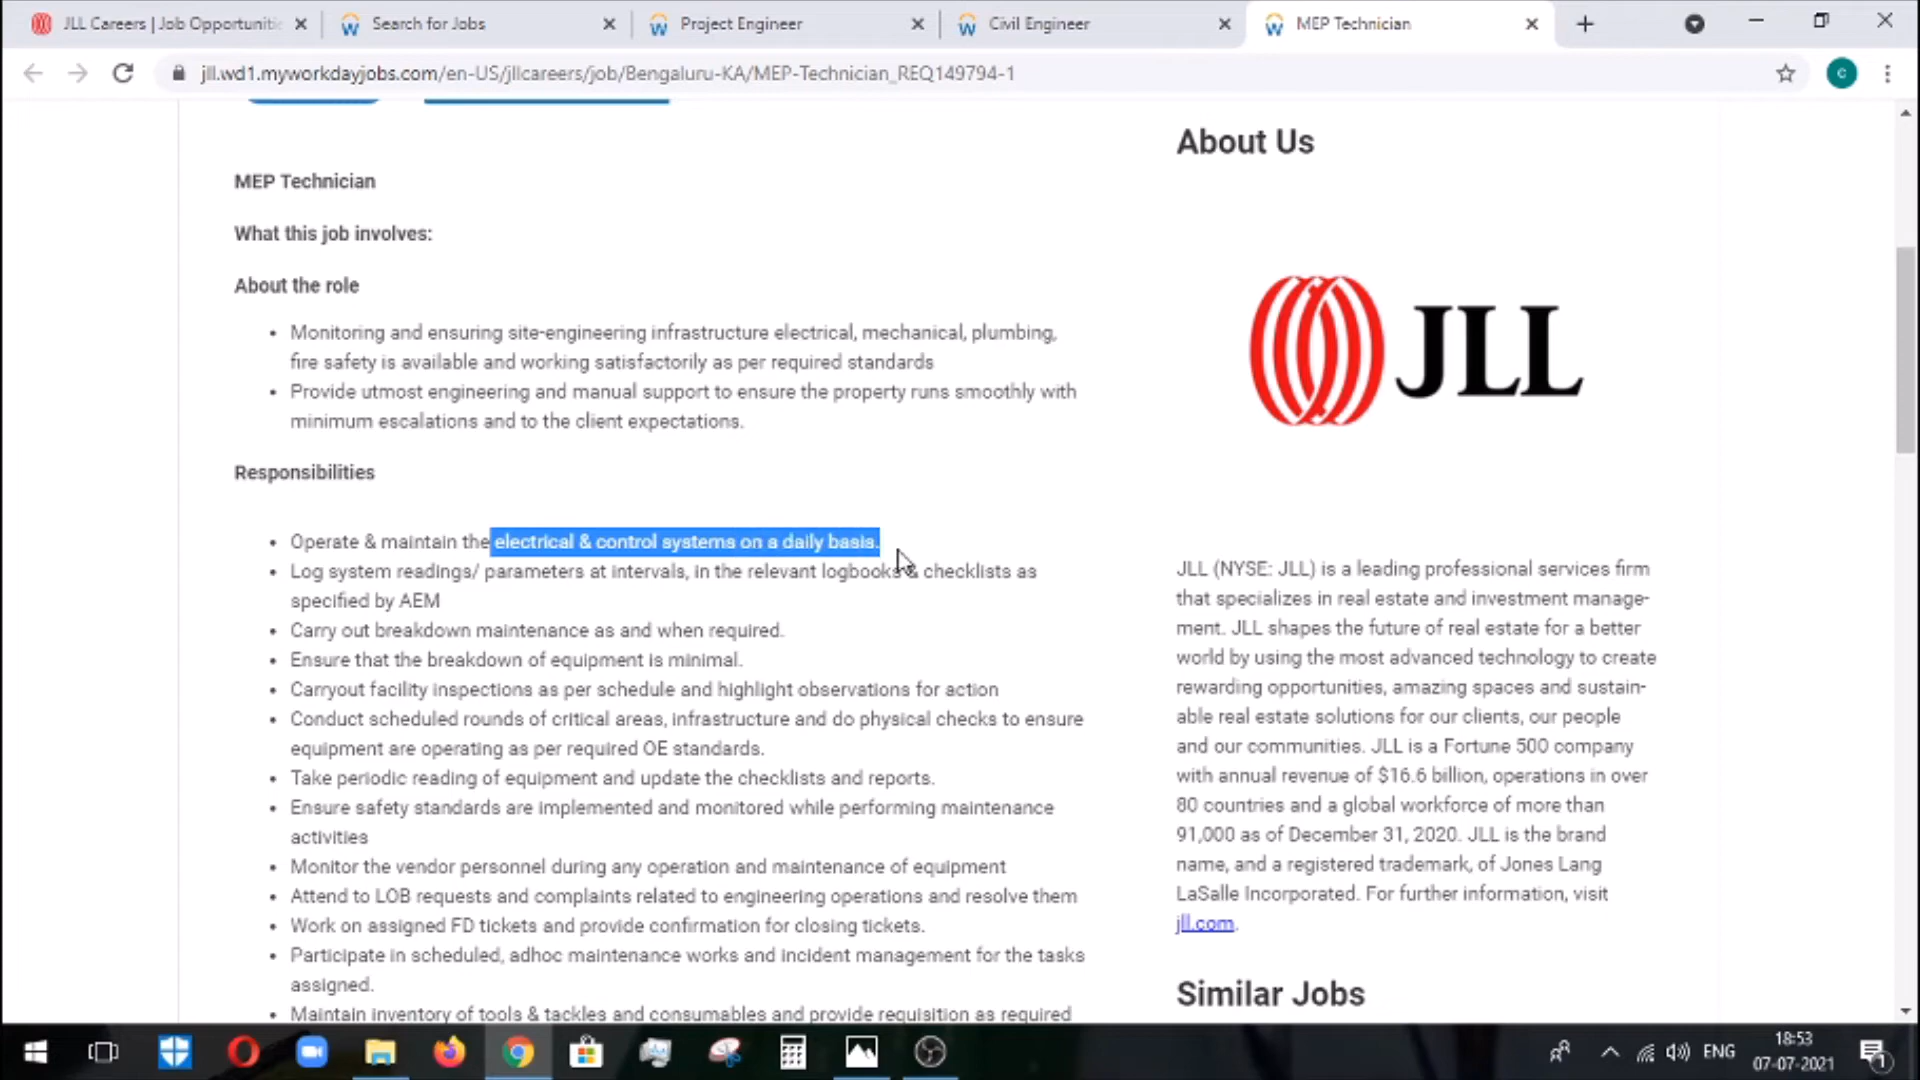 JLL Careers | Job Opportuniti
Search for Jobs
Project Engineer
Civil Engineer
MEP Technician
jll.wd1.myworkdayjobs.com/en-US/jllcareers/job/Bengaluru-KA/MEP-Technician_REQ149794-1
C
MEP Technician
What this job involves:
About the role
• Monitoring and ensuring site-engineering infrastructure electrical, mechanical, plumbing,
fire safety is available and working satisfactorily as per required standards
• Provide utmost engineering and manual support to ensure the property runs smoothly with
minimum escalations and to the client expectations.
Responsibilities
• Operate & maintain the electrical & control systems on a daily basis.
• Log system readings/ parameters at intervals, in the relevant logbooks & checklists as
specified by AEM
• Carry out breakdown maintenance as and when required.
• Ensure that the breakdown of equipment is minimal.
• Carryout facility inspections as per schedule and highlight observations for action
• Conduct scheduled rounds of critical areas, infrastructure and do physical checks to ensure
equipment are operating as per required OE standards.
• Take periodic reading of equipment and update the checklists and reports.
• Ensure safety standards are implemented and monitored while performing maintenance
activities
• Monitor the vendor personnel during any operation and maintenance of equipment
• Attend to LOB requests and complaints related to engineering operations and resolve them
• Work on assigned FD tickets and provide confirmation for closing tickets.
• Participate in scheduled, adhoc maintenance works and incident management for the tasks
assigned.
• Maintain inventory of tools & tackles and consumables and provide requisition as required
About Us
JLL
JLL (NYSE: JLL) is a leading professional services firm
that specializes in real estate and investment manage-
ment. JLL shapes the future of real estate for a better
world by using the most advanced technology to create
rewarding opportunities, amazing spaces and sustain-
able real estate solutions for our clients, our people
and our communities. JLL is a Fortune 500 company
with annual revenue of $16.6 billion, operations in over
80 countries and a global workforce of more than
91,000 as of December 31, 2020. JLL is the brand
name, and a registered trademark, of Jones Lang
LaSalle Incorporated. For further information, visit
jll.com.
Similar Jobs
ENG
18:53
07-07-2021
1